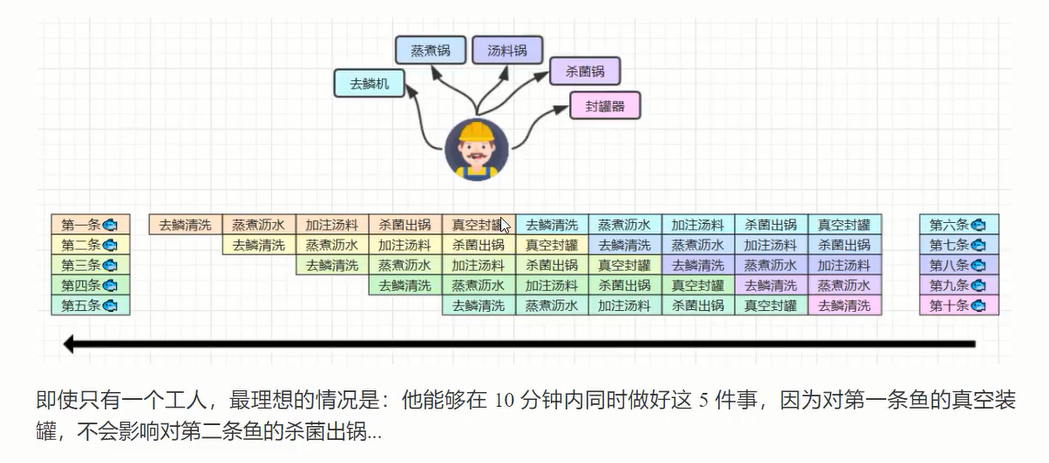 蒸煮锅 汤料锅
杀菌锅
去鳞机
封罐器
第一条 去鳞清洗 蒸煮沥水 加注汤料 杀菌出锅 真空封罐 去鳞清洗 蒸煮沥水 加注汤料 杀菌出锅 真空封罐 第六条
第二条 去鳞清洗 蒸煮沥水 加注汤料 杀菌出锅 真空封罐 去鳞清洗 蒸煮沥水 加注汤料 杀菌出锅 第七条
第三条 去鳞清洗 蒸煮沥水 加注汤料 杀菌出锅 真空封罐 去鳞清洗 蒸煮沥水 加注汤料 第八条
第四条 去鳞清洗 蒸煮沥水 加注汤料 杀菌出锅 真空封罐 去鳞清洗 蒸煮沥水 第九条
第五条 去鳞清洗 蒸煮沥水 加注汤料 杀菌出锅 真空封罐 去鳞清洗 第十条
即使只有一个工人，最理想的情况是：他能够在 10 分钟内同时做好这 5 件事，因为对第一条鱼的真空装
罐，不会影响对第二条鱼的杀菌出锅...